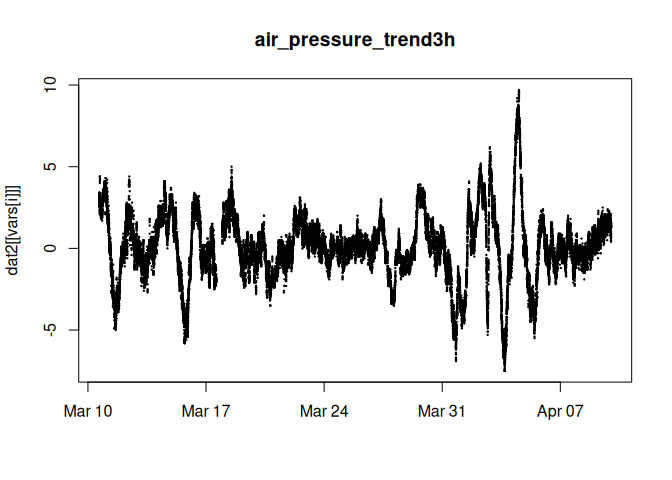 air_pressure_trend3h
dat2[[vars[i]]]
10
5
0
-5
Mar 10
Mar 17
Mar 24
Mar 31
Apr 07